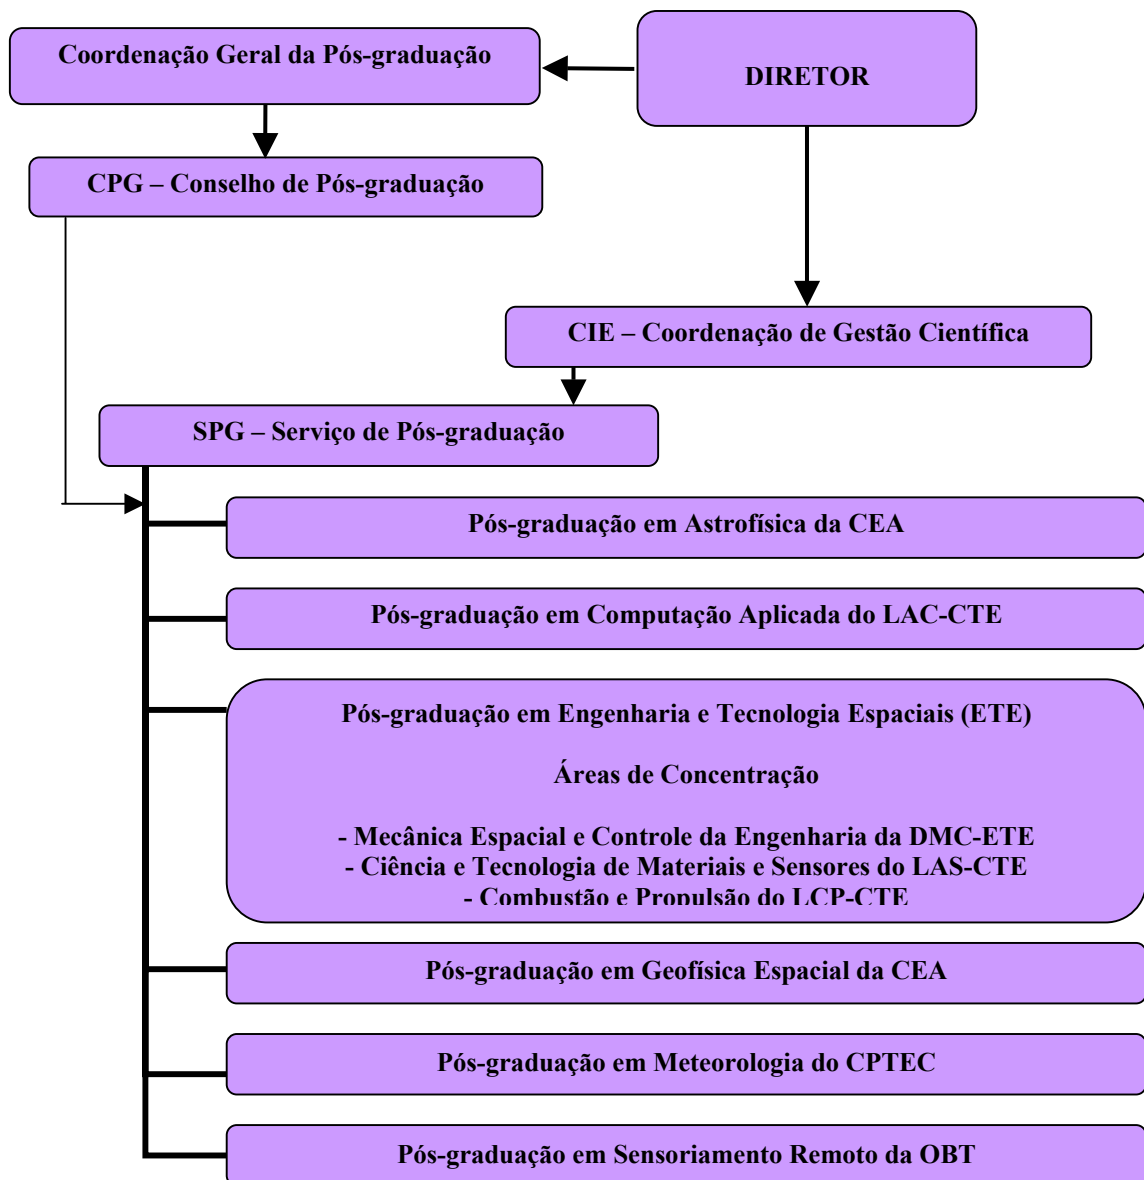 Coordenação Geral da Pós-graduação
DIRETOR
CPG – Conselho de Pós-graduação
CIE – Coordenação de Gestão Científica
SPG – Serviço de Pós-graduação
Pós-graduação em Astrofísica da CEA
Pós-graduação em Computação Aplicada do LAC-CTE
Pós-graduação em Engenharia e Tecnologia Espaciais (ETE)
Áreas de Concentração
- Mecânica Espacial e Controle da Engenharia da DMC-ETE
- Ciência e Tecnologia de Materiais e Sensores do LAS-CTE
- Combustão e Propulsão do LCP-CTE
Pós-graduação em Geofísica Espacial da CEA
Pós-graduação em Meteorologia do CPTEC
Pós-graduação em Sensoriamento Remoto da OBT